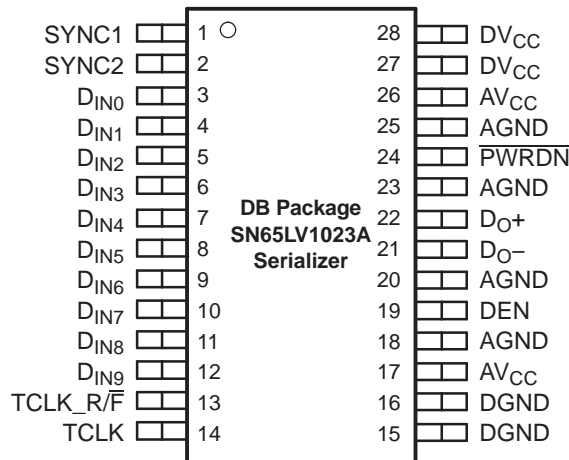 SYNC1 1 28 DVCC
SYNC2 2 27 DVCC
DIN0 3 26 AVCC
DIN1 4 25 AGND
DIN2 5 24 P̅W̅R̅D̅N̅
DIN3 6 23 AGND
DIN4 7 DB Package 22 DO+
DIN5 8 SN65LV1023A 21 DO–
DIN6 9 Serializer 20 AGND
DIN7 10 19 DEN
DIN8 11 18 AGND
DIN9 12 17 AVCC
TCLK_R/F̅ 13 16 DGND
TCLK 14 15 DGND